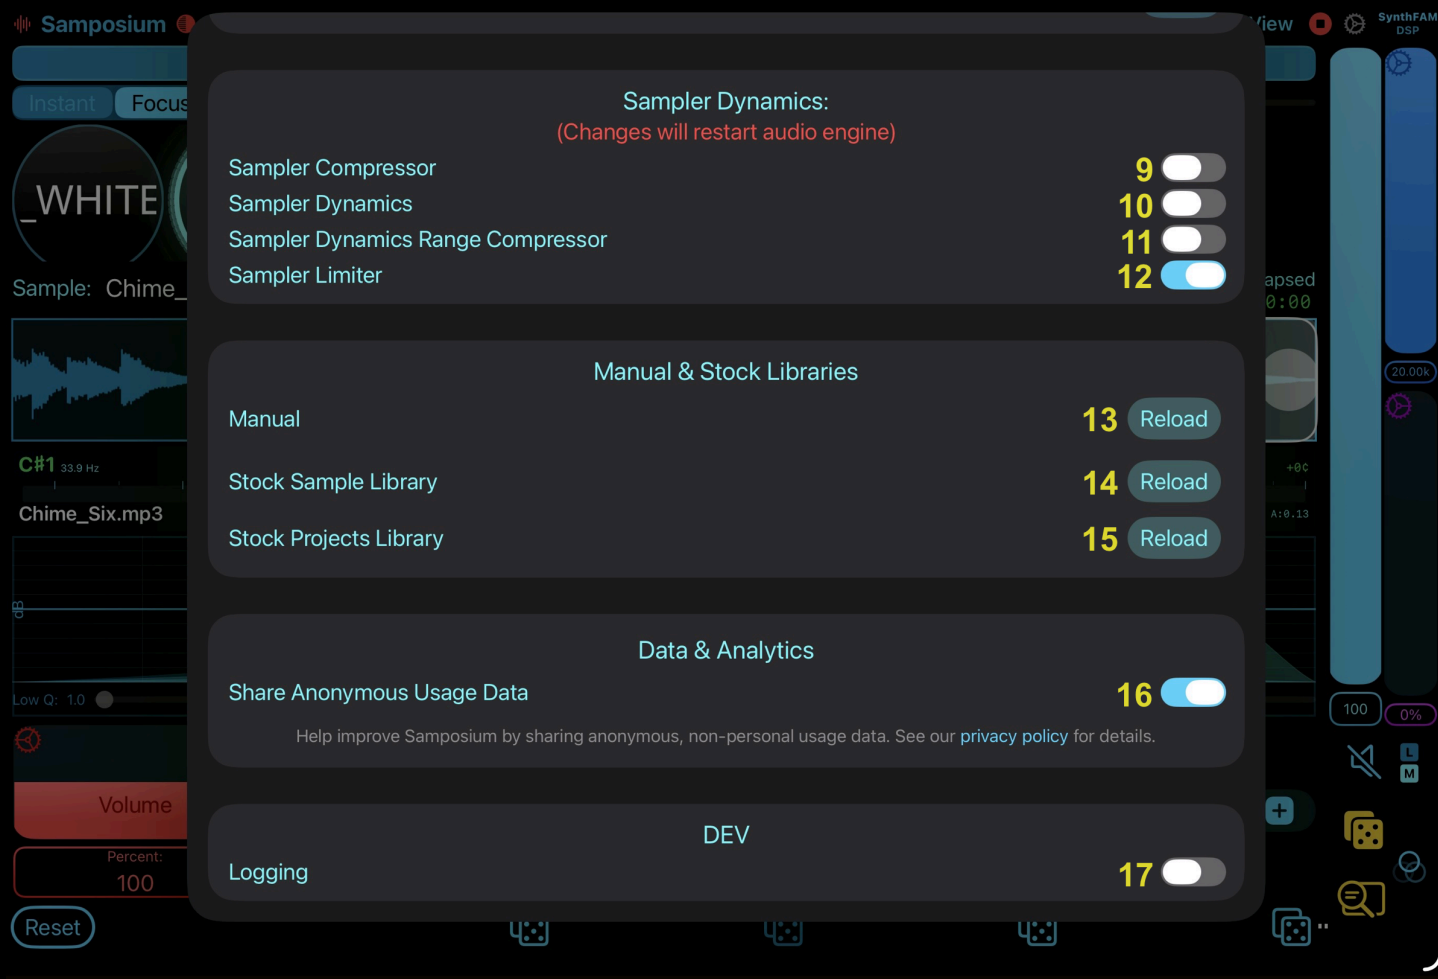 Samposium
View
SynthFAM
DSP
Instant
Focus
_WHITE
Sample: Chime_
Sampler Dynamics:
(Changes will restart audio engine)
Sampler Compressor 9
Sampler Dynamics 10
Sampler Dynamics Range Compressor 11
Sampler Limiter 12
apsed
0:00
Manual & Stock Libraries
Manual 13 Reload
Stock Sample Library 14 Reload
Stock Projects Library 15 Reload
20.00k
C#1 33.9 Hz
+0¢
Chime_Six.mp3
A:0.13
dB
Data & Analytics
Share Anonymous Usage Data 16
Help improve Samposium by sharing anonymous, non-personal usage data. See our privacy policy for details.
Low Q: 1.0
100
0%
L
M
Volume
DEV
Logging 17
Percent:
100
Reset